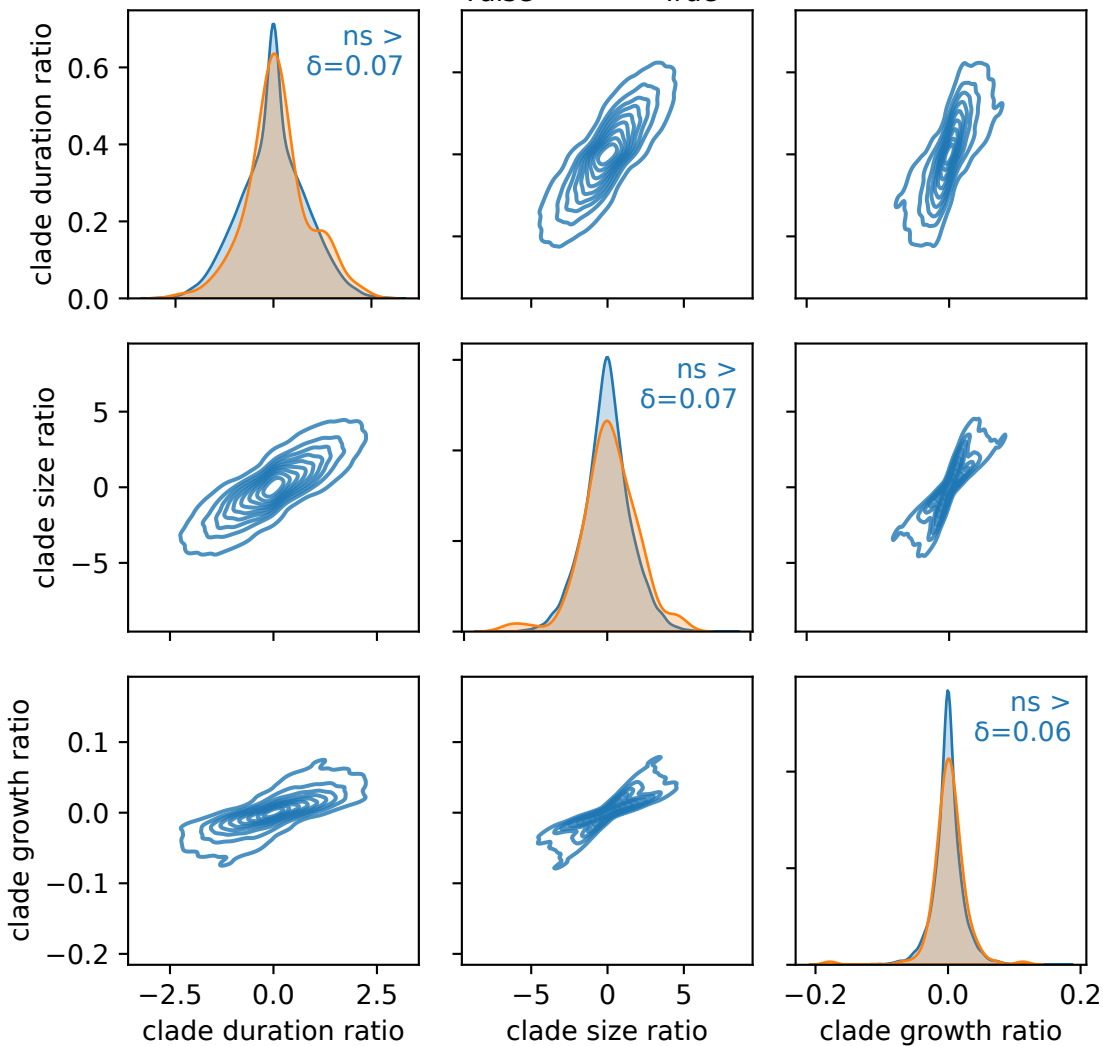 ns >
δ=0.07
clade duration ratio
0.6
0.4
0.2
0.0
ns >
δ=0.07
clade size ratio
5
0
−5
ns >
δ=0.06
clade growth ratio
0.1
0.0
−0.1
−0.2
−2.5 0.0 2.5 −5 0 5 −0.2 0.0 0.2
clade duration ratio clade size ratio clade growth ratio